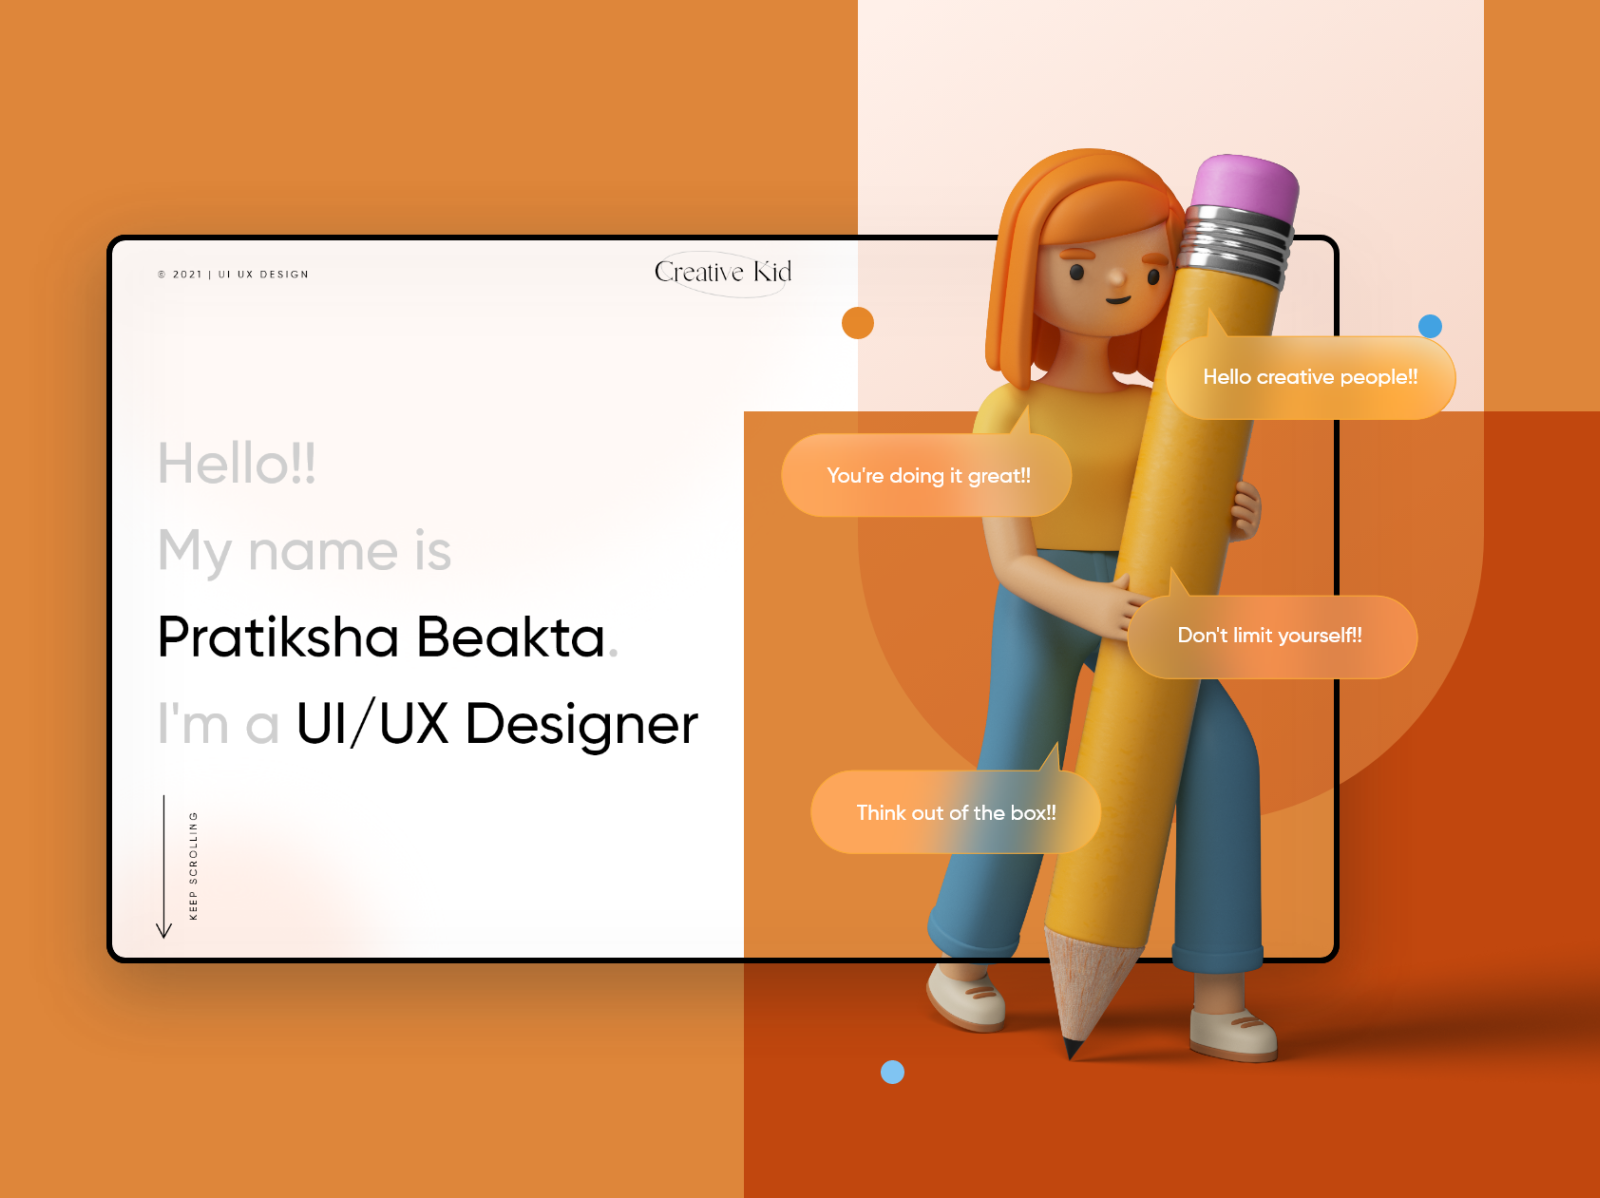 © 2021 | UI UX DESIGN
Creative Kid
Hello!!
My name is
Pratiksha Beakta.
I'm a UI/UX Designer
KEEP SCROLLING
Hello creative people!!
You're doing it great!!
Don't limit yourself!!
Think out of the box!!